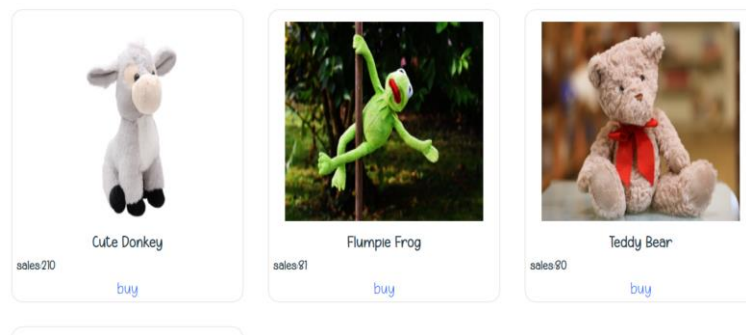 Cute Donkey
sales:210
buy
Flumpie Frog
sales:81
buy
Teddy Bear
sales:80
buy